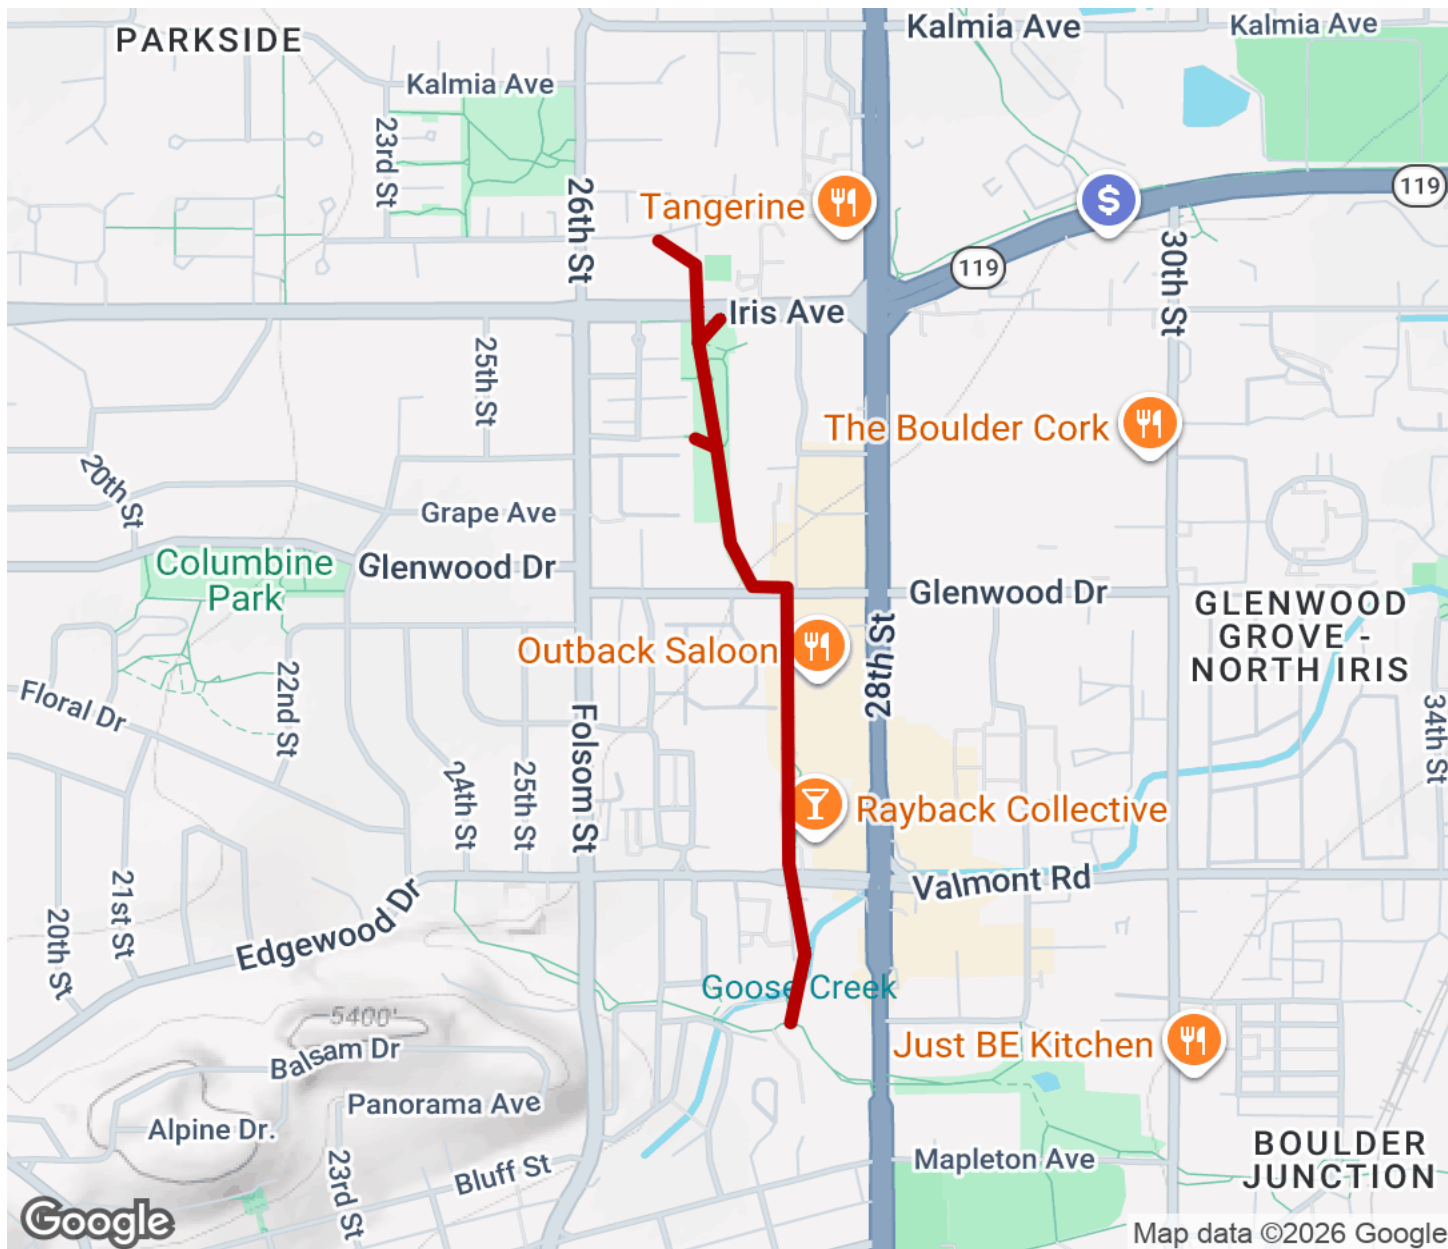 PARKSIDE
Kalmia Ave
Kalmia Ave
Kalmia Ave
23rd St
26th St
Tangerine
$
119
119
30th St
Iris Ave
25th St
The Boulder Cork
20th St
Grape Ave
Columbine
Park
Glenwood Dr
Glenwood Dr
GLENWOOD
GROVE -
NORTH IRIS
Outback Saloon
28th St
22nd St
Floral Dr
Folsom St
34th St
24th St
25th St
Rayback Collective
Valmont Rd
21st St
20th St
Edgewood Dr
Goose Creek
5400'
Just BE Kitchen
Balsam Dr
Panorama Ave
Alpine Dr.
23rd St
Bluff St
Mapleton Ave
BOULDER
JUNCTION
Google
Map data ©2026 Google